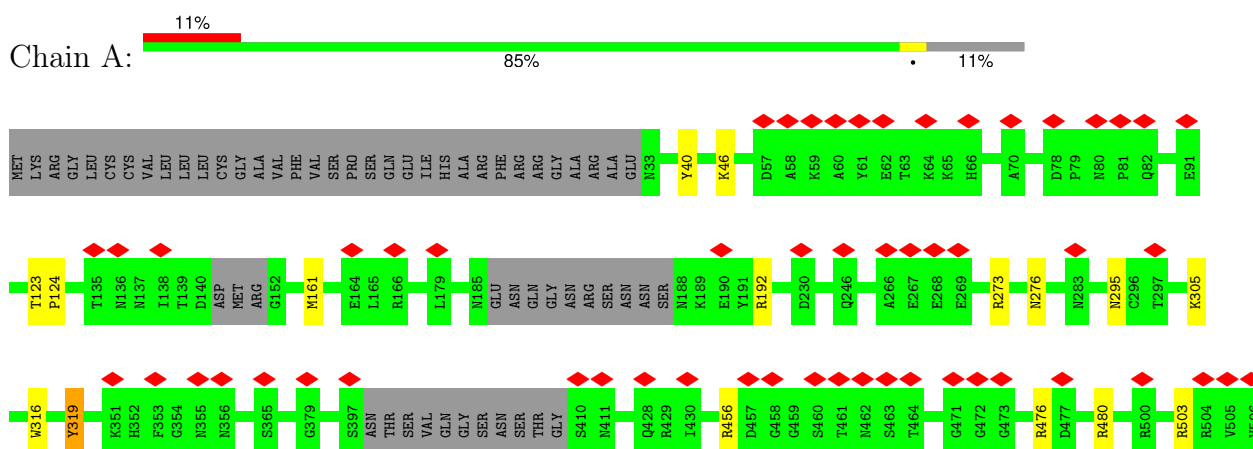 11%
Chain A:
85%
•
11%
MET LYS ARG GLY LEU CYS CYS VAL LEU LEU LEU CYS GLY ALA VAL PHE VAL SER PRO SER GLN GLU ILE HIS ALA ARG PHE ARG ARG GLY ALA ARG ALA GLU N33 Y40 K46 D57 A58 K59 A60 Y61 E62 T63 K64 K65 H66 A70 D78 P79 N80 P81 Q82 E91
T123 P124 T135 N136 N137 I138 T139 D140 ASP MET ARG G152 M161 E164 L165 R166 L179 N185 GLU ASN GLN GLY ASN ARG SER ASN ASN SER N188 K189 E190 Y191 R192 D230 Q246 A266 E267 E268 E269 R273 N276 N283 N295 C296 T297 K305
W316 Y319 K351 H352 F353 G354 N355 N356 S365 G379 S397 ASN THR SER VAL GLN GLY SER ASN SER THR GLY S410 N411 Q428 R429 I430 R456 D457 G458 G459 S460 T461 N462 S463 T464 G471 G472 G473 R476 D477 R480 R500 R503 R504 V505